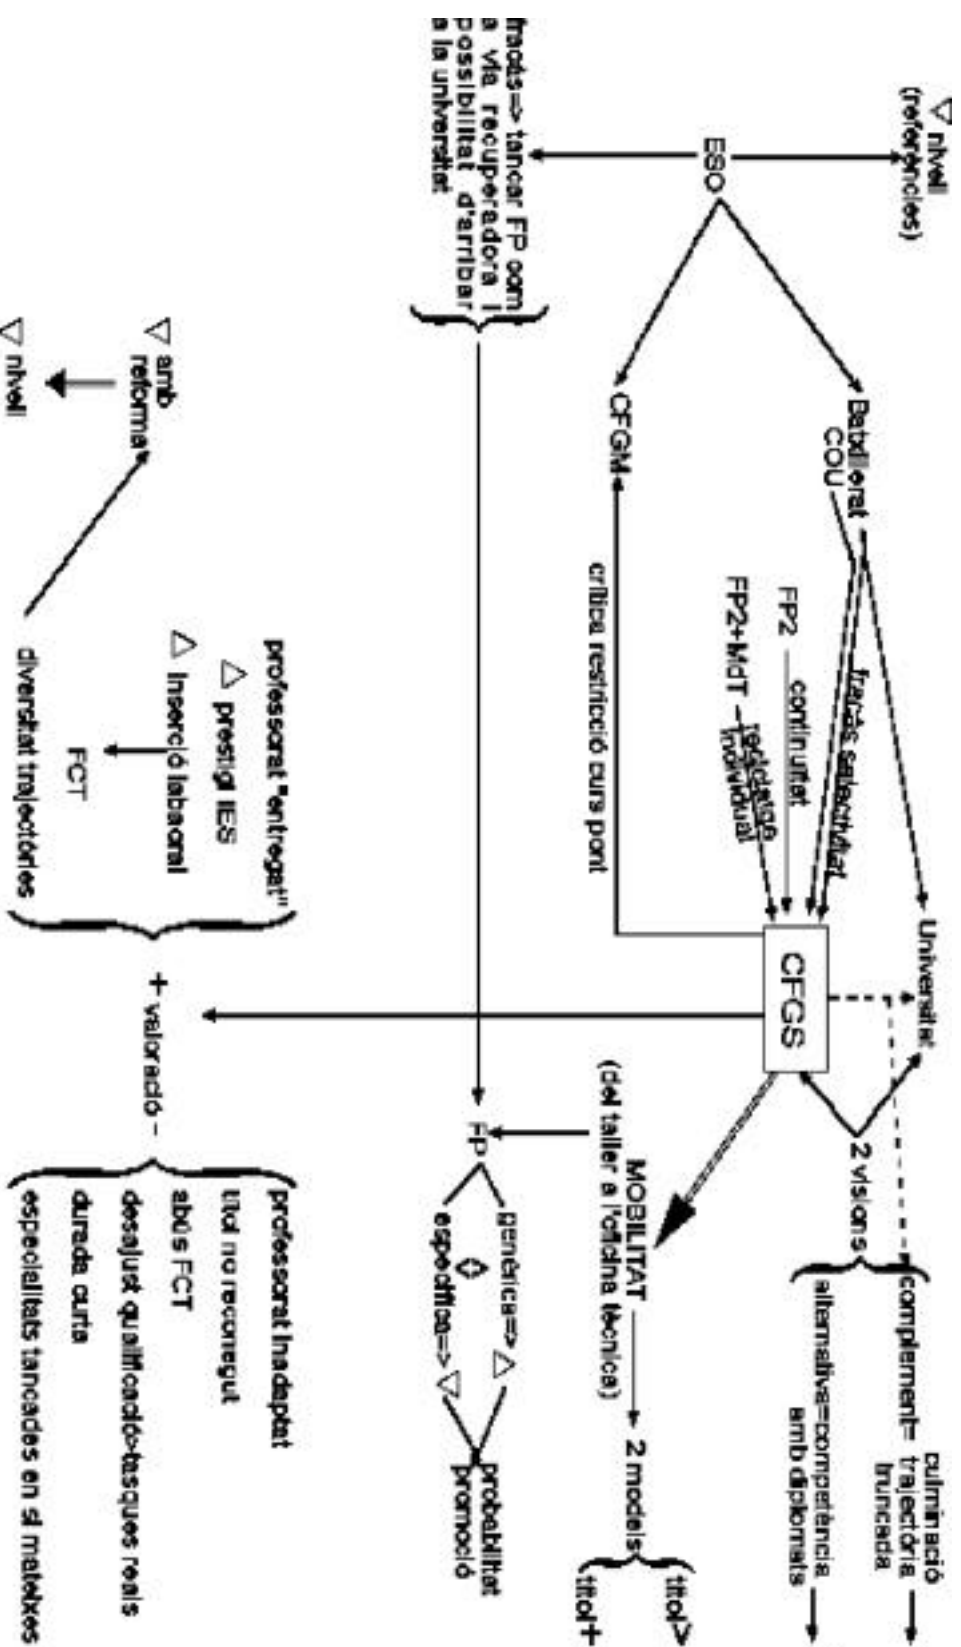 ▽ nivell
(referències)
ESO
fracás=> tancar FP com
a via recuperadora i
possibilitat d'arribar
a la universitat
Batxillerat
COU
CFGM
fracàs selectivitat
FP2
continuïtat
FP2+MdT
reciclatge
individual
crítica restricció curs pont
Universitat
CFGS
2 visions
complement=
culminació
trajectòria
truncada
alternativa=competència
amb diplomats
MOBILITAT
(del taller a l'oficina tècnica)
2 models
títol>
títol+
FP
genèrica=> △
específica=> ▽
probabilitat
promoció
▽ amb
reforma
▽ nivell
professorat "entregat"
△ prestigi IES
△ inserció labaoral
FCT
diversitat trajectòries
+ valoració -
professorat inadaptat
títol no reconegut
abús FCT
desajust qualificació>tasques reals
durada curta
especialitats tancades en si mateixes